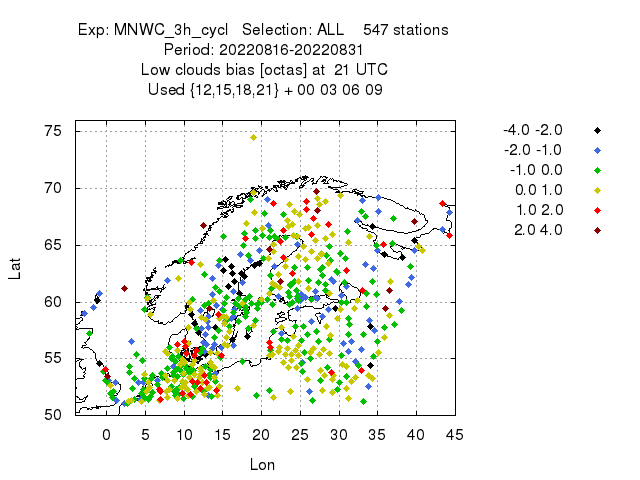 Exp: MNWC_3h_cycl   Selection: ALL    547 stations
Period: 20220816-20220831
Low clouds bias [octas] at  21 UTC
Used {12,15,18,21} + 00 03 06 09
-4.0 -2.0
-2.0 -1.0
-1.0 0.0
0.0 1.0
1.0 2.0
2.0 4.0
75
70
65
60
55
50
Lat
0 5 10 15 20 25 30 35 40 45
Lon